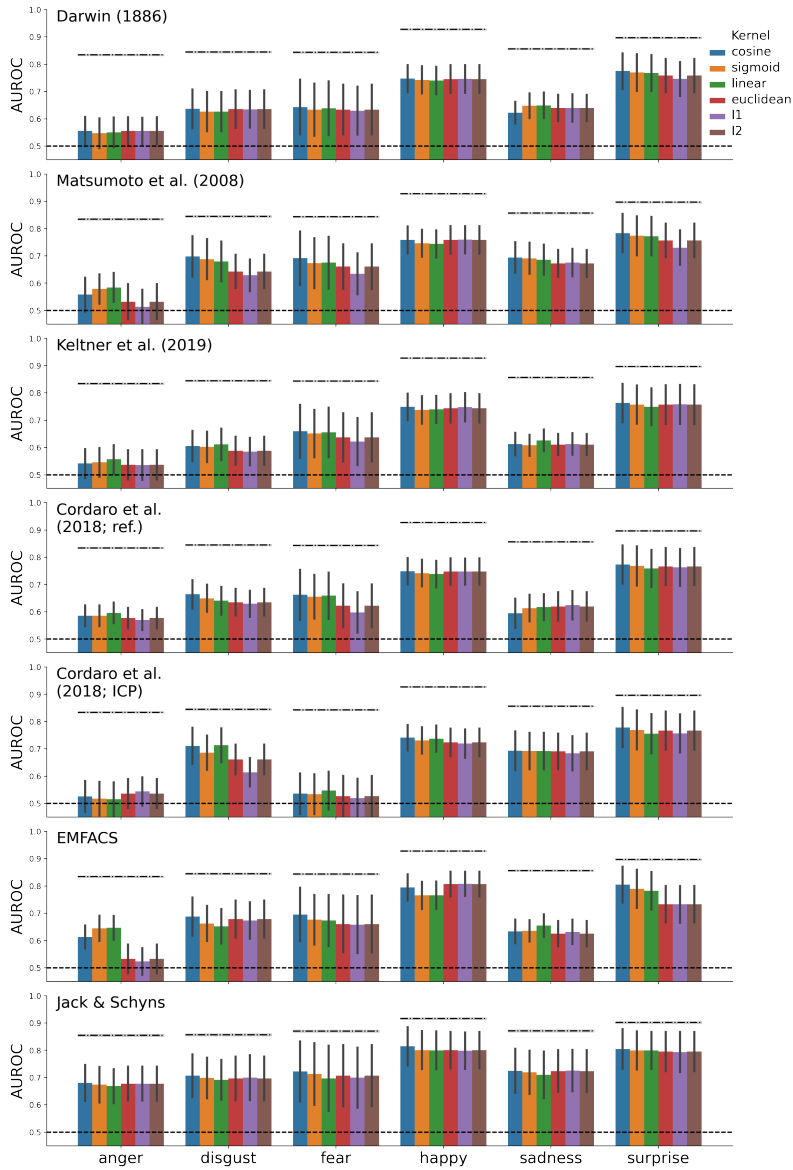 Darwin (1886)
AUROC
1.0
0.9
0.8
0.7
0.6
0.5
Kernel
cosine
sigmoid
linear
euclidean
l1
l2
Matsumoto et al. (2008)
AUROC
1.0
0.9
0.8
0.7
0.6
0.5
Keltner et al. (2019)
AUROC
1.0
0.9
0.8
0.7
0.6
0.5
Cordaro et al.
(2018; ref.)
AUROC
1.0
0.9
0.8
0.7
0.6
0.5
Cordaro et al.
(2018; ICP)
AUROC
1.0
0.9
0.8
0.7
0.6
0.5
EMFACS
AUROC
1.0
0.9
0.8
0.7
0.6
0.5
Jack & Schyns
AUROC
1.0
0.9
0.8
0.7
0.6
0.5
anger disgust fear happy sadness surprise